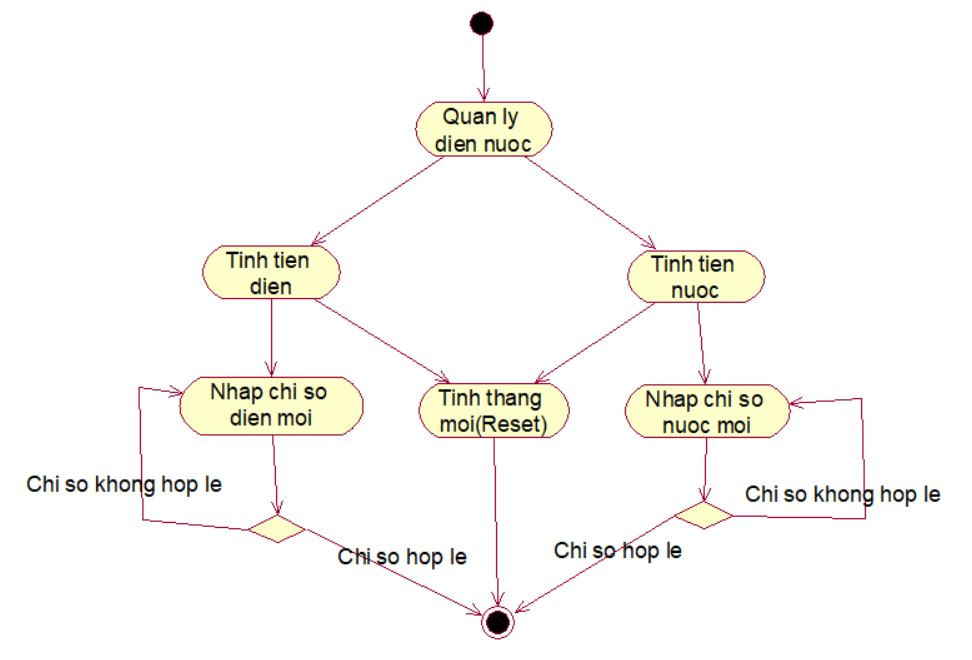 Quan ly
dien nuoc
Tinh tien
dien
Tinh tien
nuoc
Nhap chi so
dien moi
Tinh thang
moi(Reset)
Nhap chi so
nuoc moi
Chi so khong hop le
Chi so khong hop le
Chi so hop le
Chi so hop le